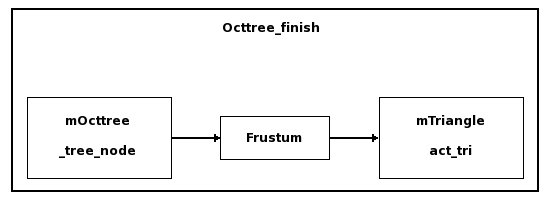 Octtree_finish
mOcttree
_tree_node
Frustum
mTriangle
act_tri